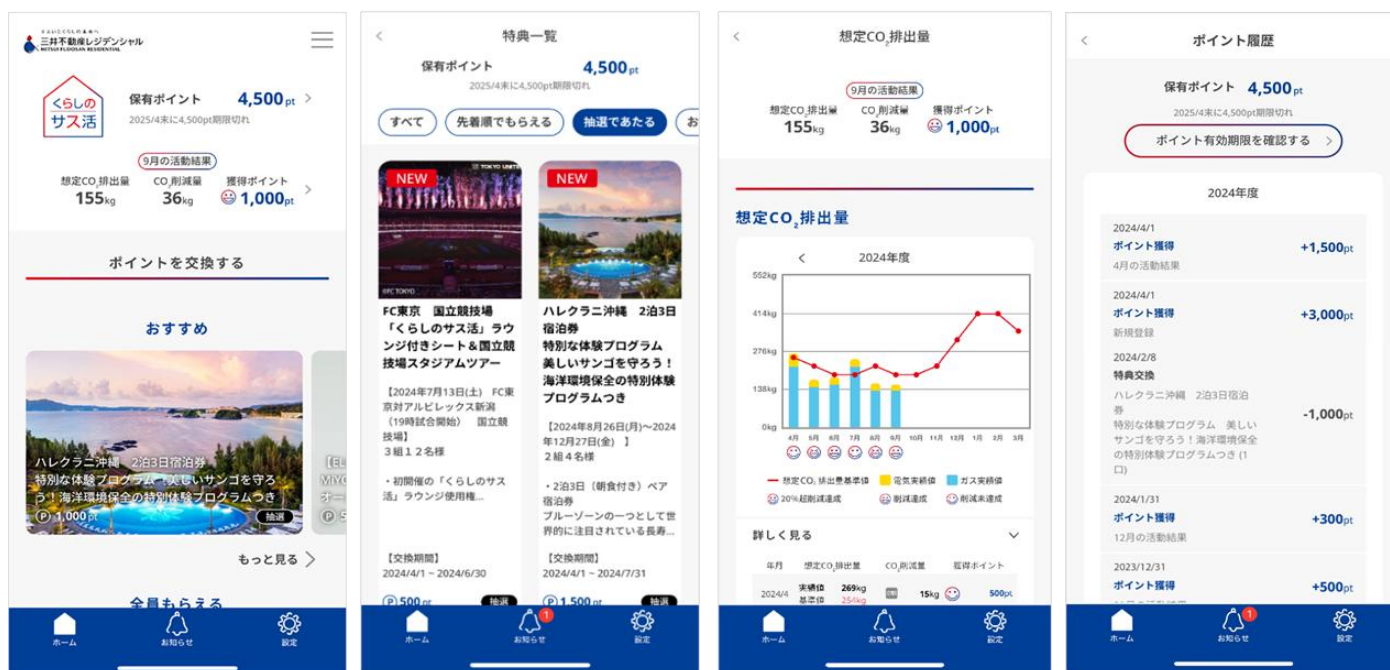 すまいとくらしの未来へ
三井不動産レジデンシャル
MITSUI FUDOSAN RESIDENTIAL
くらしの
サス活
保有ポイント 4,500pt >
2025/4末に4,500pt期限切れ
9月の活動結果
想定CO2排出量 CO2削減量 獲得ポイント
155kg 36kg 1,000pt >
ポイントを交換する
おすすめ
ハレクラニ沖縄 2泊3日宿泊券
特別な体験プログラム 美しいサンゴを守ろ
う！海洋環境保全の特別体験プログラムつき
P 1,000pt 抽選
【EL
MIYO
オー
P 5
もっと見る >
全員もらえる
ホーム お知らせ 設定
< 特典一覧
保有ポイント 4,500pt
2025/4末に4,500pt期限切れ
すべて 先着順でもらえる 抽選であたる お
NEW
TOKYO UNITE
©FC TOKYO
FC東京 国立競技場
「くらしのサス活」ラウ
ンジ付きシート＆国立競
技場スタジアムツアー
【2024年7月13日(土) FC東
京対アルビレックス新潟
（19時試合開始） 国立競
技場】
３組１２名様
・初開催の「くらしのサス
活」ラウンジ使用権...
【交換期間】
2024/4/1 ~ 2024/6/30
P 500 pt 抽選
NEW
ハレクラニ沖縄 2泊3日
宿泊券
特別な体験プログラム
美しいサンゴを守ろう！
海洋環境保全の特別体験
プログラムつき
【2024年8月26日(月)〜2024
年12月27日(金) 】
２組４名様
・2泊3日（朝食付き）ペア
宿泊券
ブルーゾーンの一つとして世
界的に注目されている長寿...
【交換期間】
2024/4/1 ~ 2024/7/31
P 1,500 pt 抽選
ホーム お知らせ 1 設定
< 想定CO2排出量
9月の活動結果
想定CO2排出量 CO2削減量 獲得ポイント
155kg 36kg 1,000pt
想定CO2排出量
< 2024年度
552kg
414kg
276kg
138kg
0kg
4月 5月 6月 7月 8月 9月 10月 11月 12月 1月 2月 3月
想定CO2排出量基準値 電気実績値 ガス実績値
20%超削減達成 削減達成 削減未達成
詳しく見る
年月 想定CO2排出量 CO2削減量 獲得ポイント
2024/4 実績値 269kg 15kg 500pt
基準値 254kg
ホーム お知らせ 1 設定
< ポイント履歴
保有ポイント 4,500pt
2025/4末に4,500pt期限切れ
ポイント有効期限を確認する >
2024年度
2024/4/1
ポイント獲得 +1,500pt
4月の活動結果
2024/4/1
ポイント獲得 +3,000pt
新規登録
2024/2/8
特典交換
ハレクラニ沖縄 2泊3日宿泊
券
特別な体験プログラム 美しい -1,000pt
サンゴを守ろう！海洋環境保全
の特別体験プログラムつき (1
口)
2024/1/31
ポイント獲得 +300pt
12月の活動結果
2023/12/31
ポイント獲得 +500pt
ホーム お知らせ 1 設定